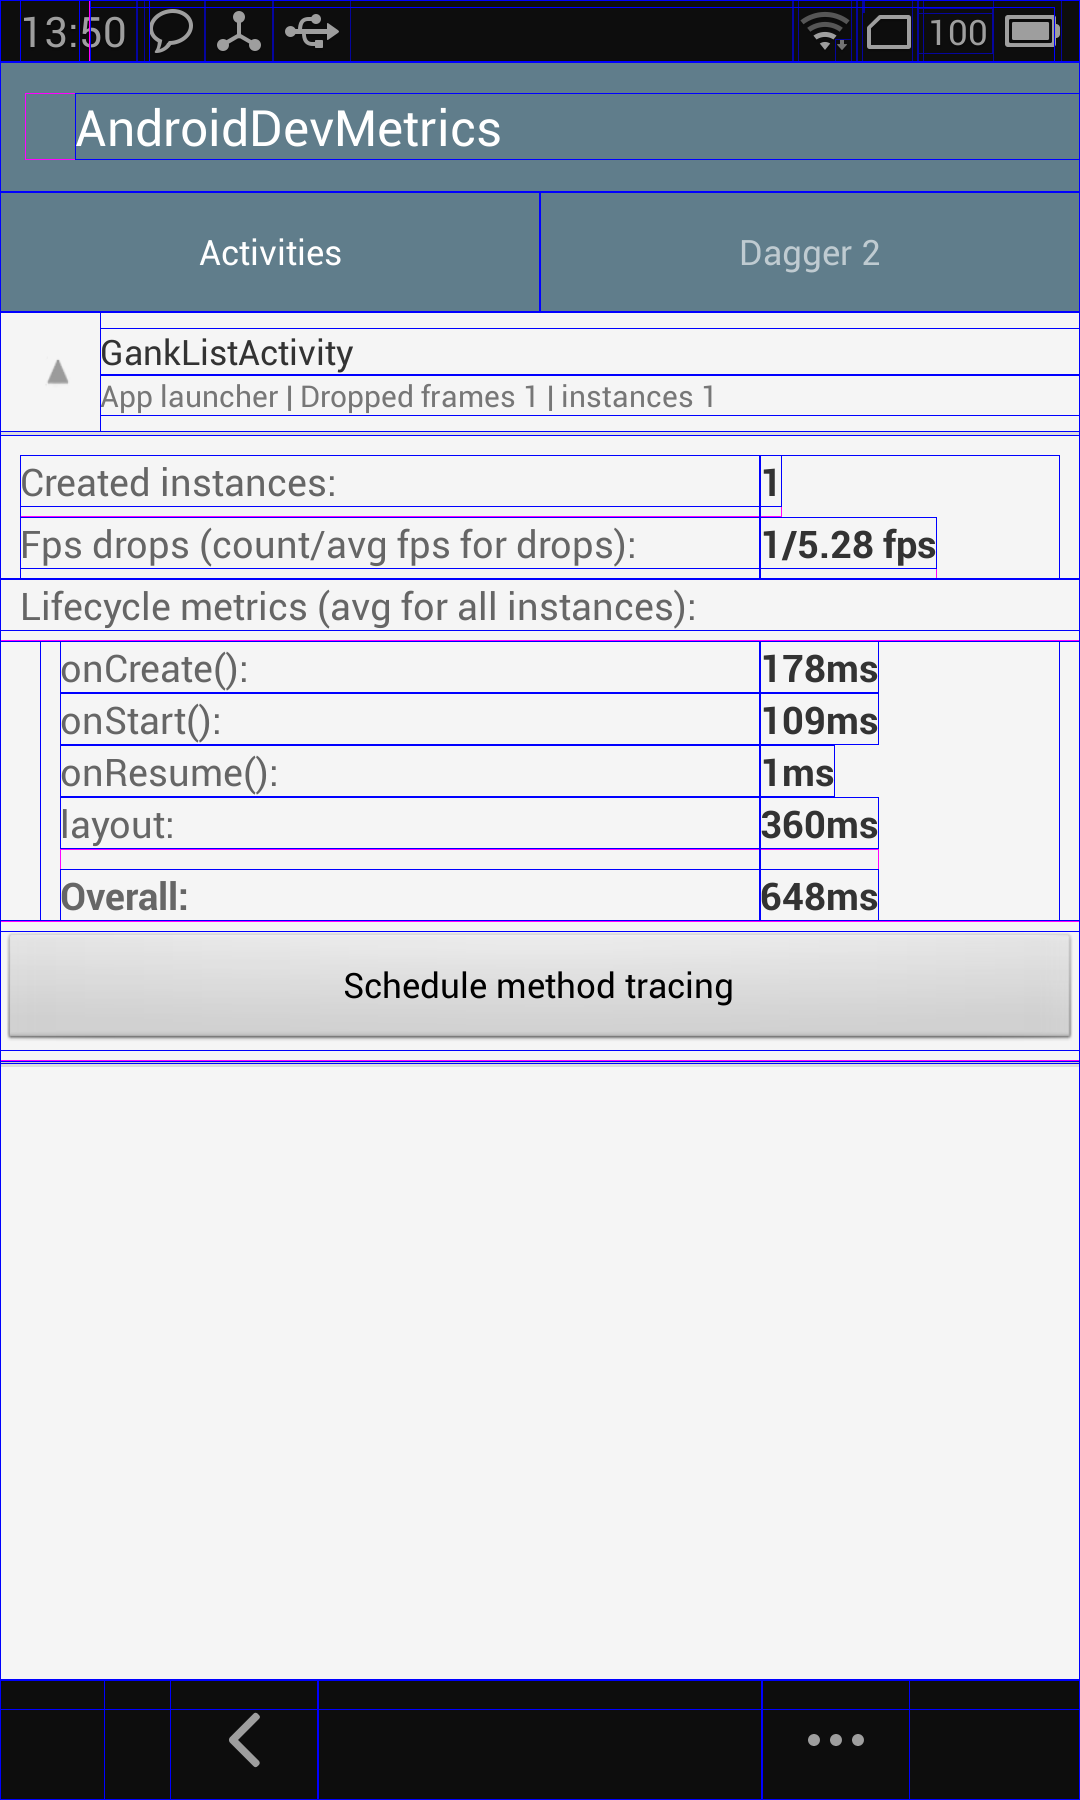 13:50 100
AndroidDevMetrics
Activities Dagger 2
GankListActivity
App launcher | Dropped frames 1 | instances 1
Created instances: 1
Fps drops (count/avg fps for drops): 1/5.28 fps
Lifecycle metrics (avg for all instances):
onCreate(): 178ms
onStart(): 109ms
onResume(): 1ms
layout: 360ms
Overall: 648ms
Schedule method tracing